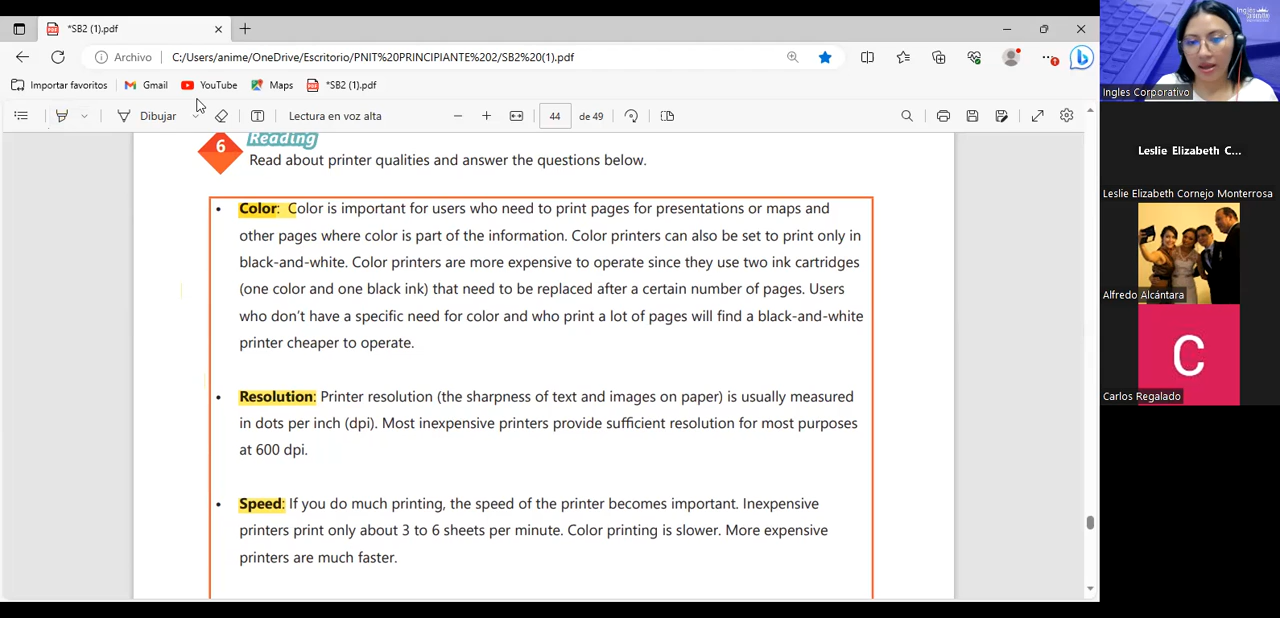 *SB2 (1).pdf
Archivo C:/Users/anime/OneDrive/Escritorio/PNIT%20PRINCIPIANTE%202/SB2%20(1).pdf
Importar favoritos Gmail YouTube Maps *SB2 (1).pdf
Dibujar Lectura en voz alta 44 de 49
6 Reading
Read about printer qualities and answer the questions below.
• Color: Color is important for users who need to print pages for presentations or maps and
other pages where color is part of the information. Color printers can also be set to print only in
black-and-white. Color printers are more expensive to operate since they use two ink cartridges
(one color and one black ink) that need to be replaced after a certain number of pages. Users
who don't have a specific need for color and who print a lot of pages will find a black-and-white
printer cheaper to operate.
• Resolution: Printer resolution (the sharpness of text and images on paper) is usually measured
in dots per inch (dpi). Most inexpensive printers provide sufficient resolution for most purposes
at 600 dpi.
• Speed: If you do much printing, the speed of the printer becomes important. Inexpensive
printers print only about 3 to 6 sheets per minute. Color printing is slower. More expensive
printers are much faster.
Ingles Corporativo
Leslie Elizabeth C...
Leslie Elizabeth Cornejo Monterrosa
Alfredo Alcántara
C
Carlos Regalado